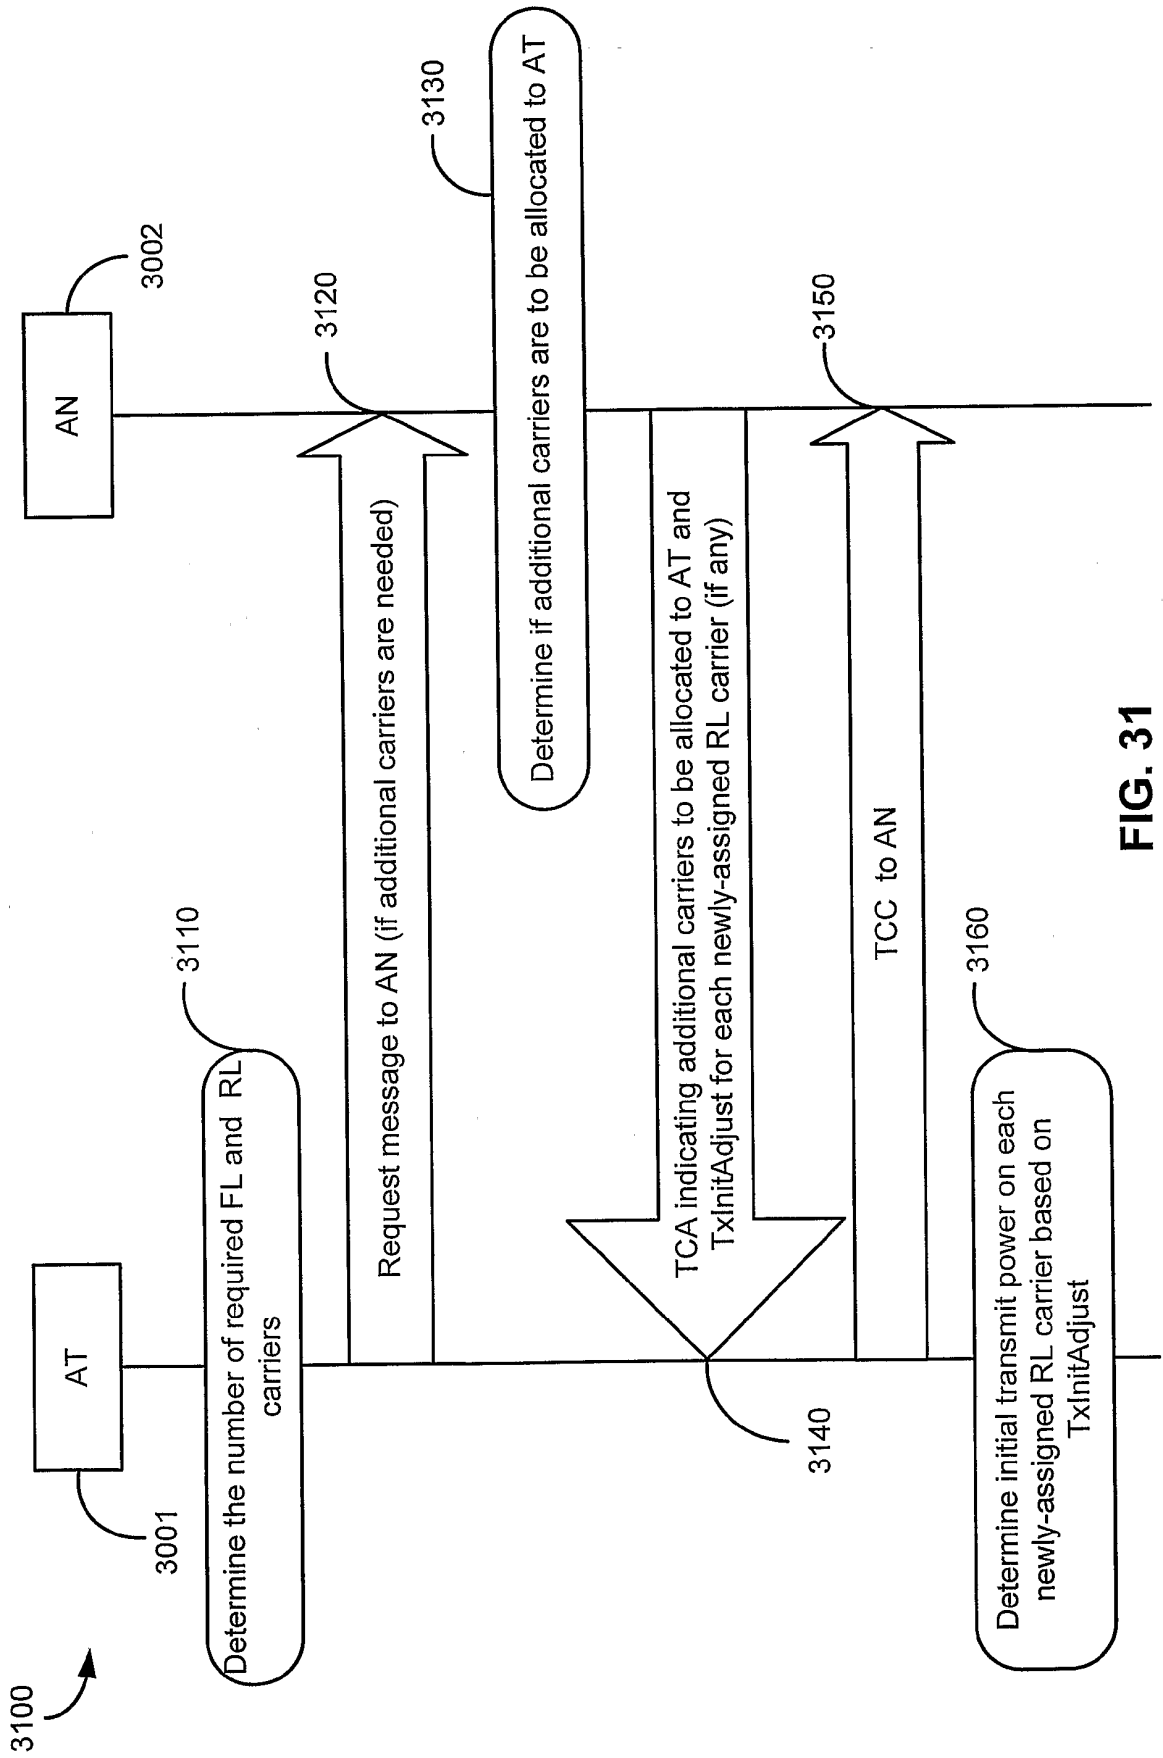 3100
AT
3001
AN
3002
3110
Determine the number of required FL and RL
carriers
3120
Request message to AN (if additional carriers are needed)
3130
Determine if additional carriers are to be allocated to AT
TCA indicating additional carriers to be allocated to AT and
TxInitAdjust for each newly-assigned RL carrier (if any)
3140
3150
TCC to AN
3160
Determine initial transmit power on each
newly-assigned RL carrier based on
TxInitAdjust
FIG. 31